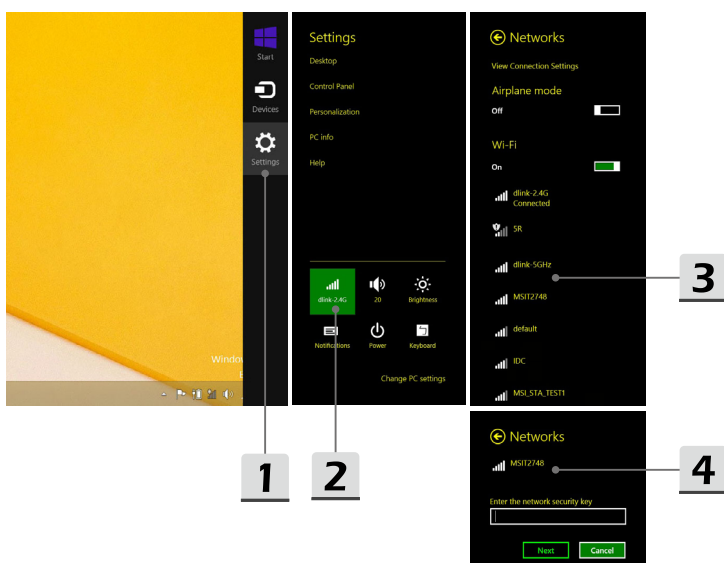 Start
Devices
Settings
Windo
1
Settings
Desktop
Control Panel
Personalization
PC info
Help
dlink-2.4G
20
Brightness
Notifications
Power
Keyboard
Change PC settings
2
Networks
View Connection Settings
Airplane mode
Off
Wi-Fi
On
dlink-2.4G
Connected
5R
dlink-5GHz
MSIT2748
default
IDC
MSI_STA_TEST1
3
Networks
MSIT2748
Enter the network security key
Next
Cancel
4